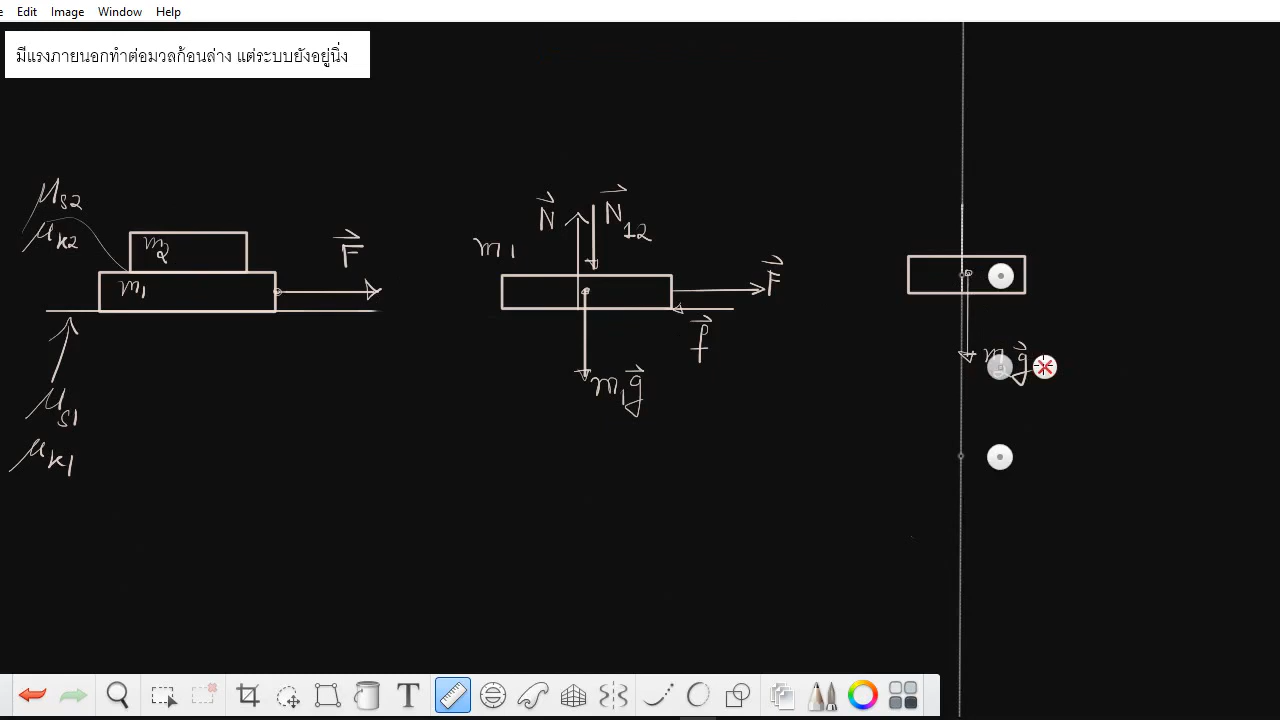 Edit Image Window Help
มีแรงภายนอกทำต่อมวลก้อนล่าง แต่ระบบยังอยู่นิ่ง
μs2
μk2
m2
m1
F
μs1
μk1
m1
N
N12
F
f
m1g
g
T